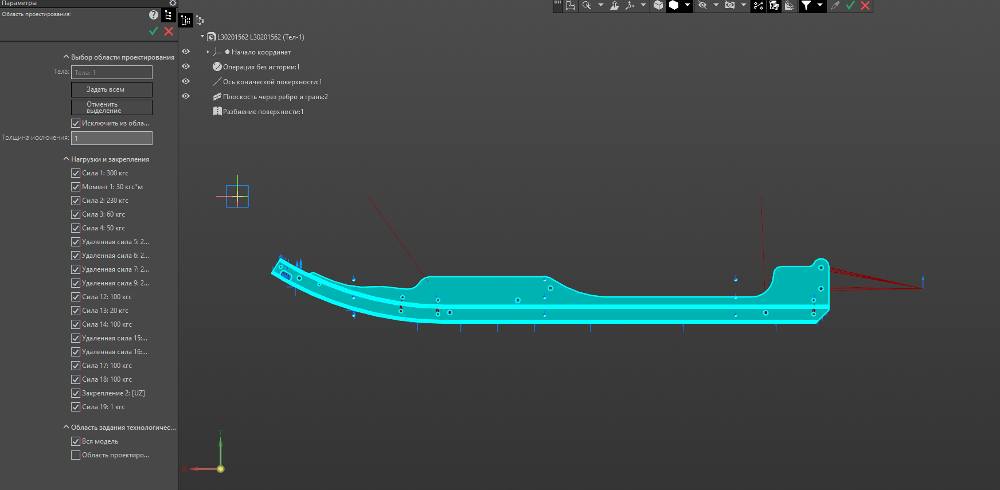 Параметры
Область проектирования:
Выбор области проектирования
Тела:
Тела: 1
Задать всем
Отменить
выделение
Исключить из обла...
Толщина исключения:
1
Нагрузки и закрепления
Сила 1: 300 кгс
Момент 1: 30 кгс*м
Сила 2: 230 кгс
Сила 3: 60 кгс
Сила 4: 50 кгс
Удаленная сила 5: 2...
Удаленная сила 6: 2...
Удаленная сила 7: 2...
Удаленная сила 9: 2...
Сила 12: 100 кгс
Сила 13: 20 кгс
Сила 14: 100 кгс
Удаленная сила 15:...
Удаленная сила 16:...
Сила 17: 100 кгс
Сила 18: 100 кгс
Закрепление 2: [UZ]
Сила 19: 1 кгс
Область задания технологичес...
Вся модель
Область проектиро...
L30201562 L30201562 (Тел-1)
Начало координат
Операция без истории:1
Ось конической поверхности:1
Плоскость через ребро и грань:2
Разбиение поверхности:1
Y
X